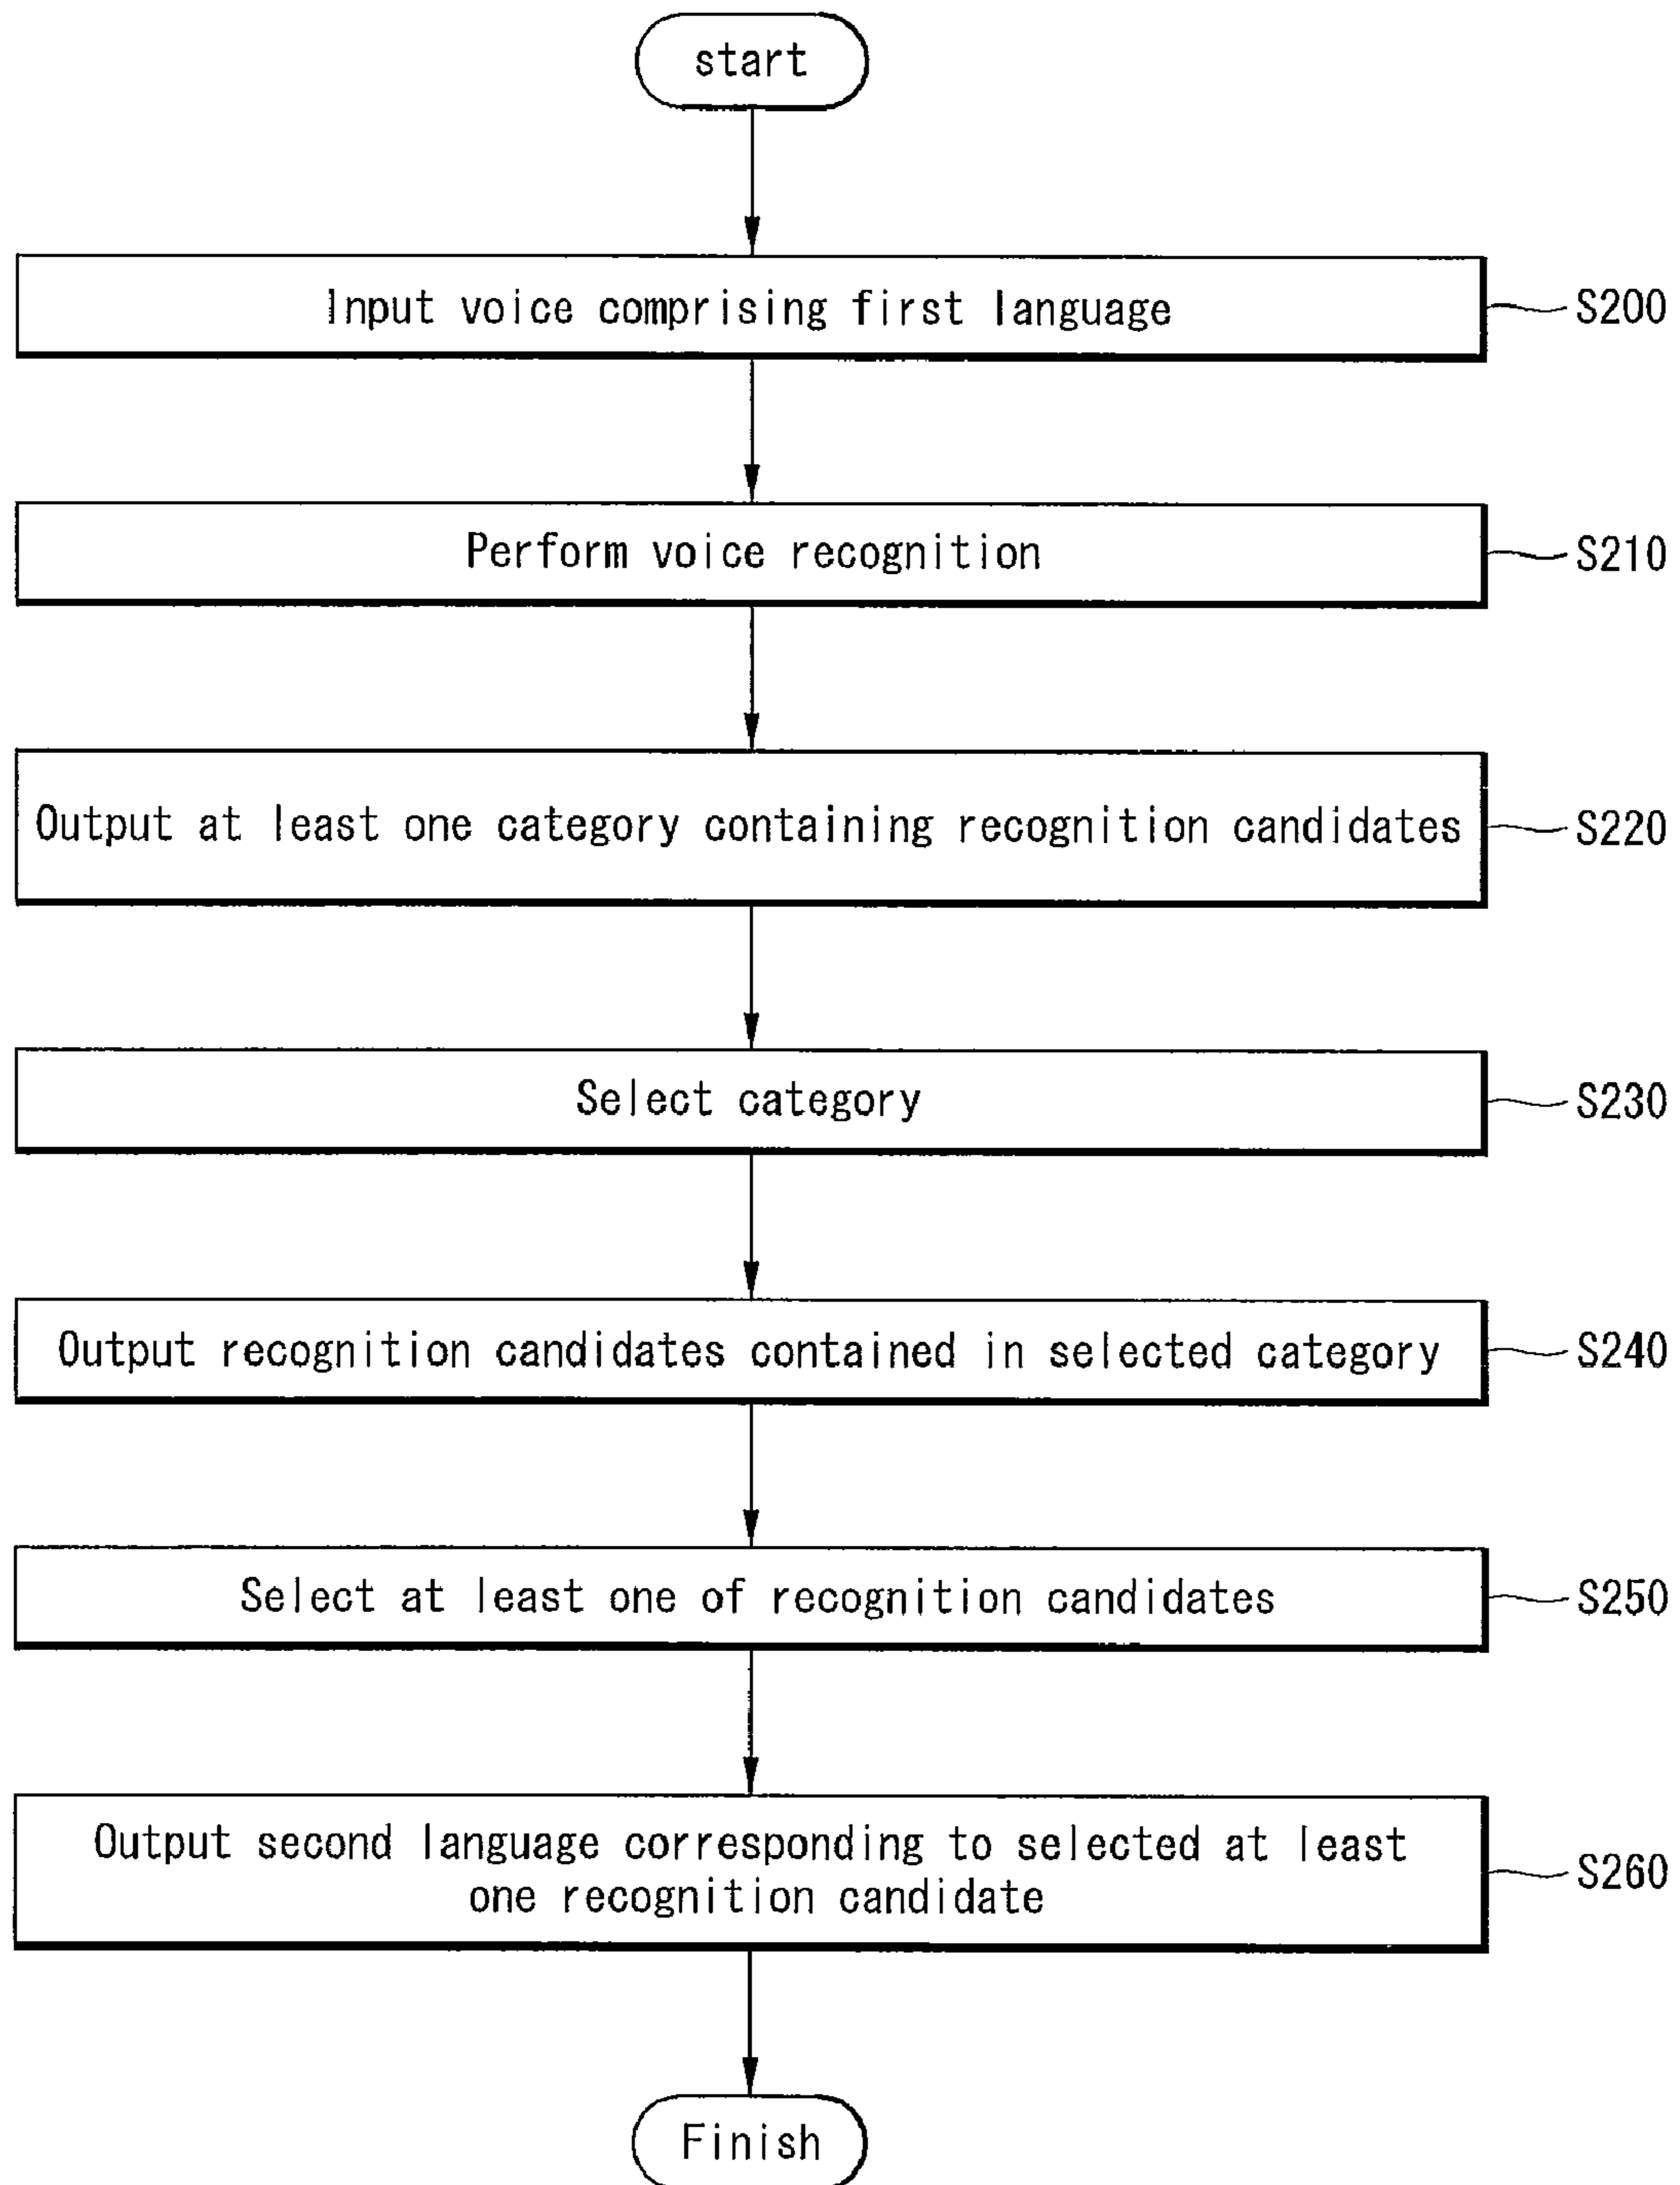 start
Input voice comprising first language
S200
Perform voice recognition
S210
Output at least one category containing recognition candidates
S220
Select category
S230
Output recognition candidates contained in selected category
S240
Select at least one of recognition candidates
S250
Output second language corresponding to selected at least
one recognition candidate
S260
Finish